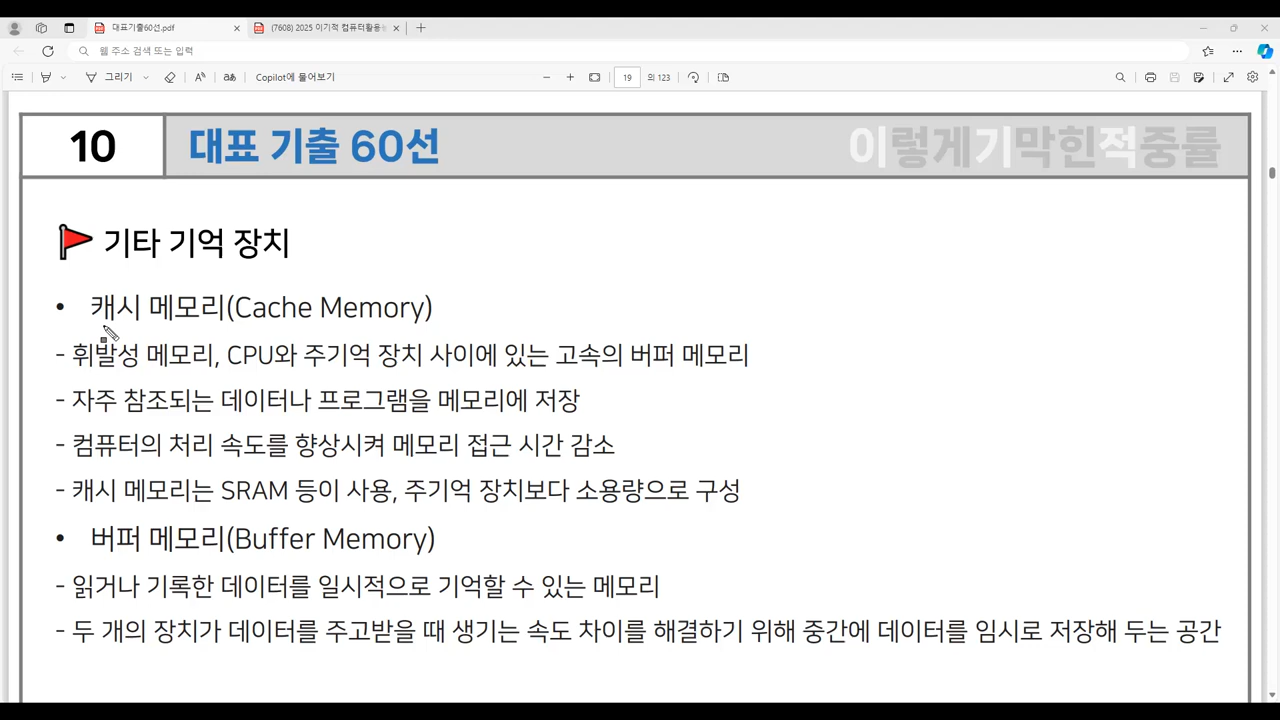 대표기출60선.pdf
(7608) 2025 이기적 컴퓨터활용능
웹 주소 검색 또는 입력
그리기
Copilot에 물어보기
19 의 123
10
대표 기출 60선
이렇게기막힌적중률
기타 기억 장치
• 캐시 메모리(Cache Memory)
- 휘발성 메모리, CPU와 주기억 장치 사이에 있는 고속의 버퍼 메모리
- 자주 참조되는 데이터나 프로그램을 메모리에 저장
- 컴퓨터의 처리 속도를 향상시켜 메모리 접근 시간 감소
- 캐시 메모리는 SRAM 등이 사용, 주기억 장치보다 소용량으로 구성
• 버퍼 메모리(Buffer Memory)
- 읽거나 기록한 데이터를 일시적으로 기억할 수 있는 메모리
- 두 개의 장치가 데이터를 주고받을 때 생기는 속도 차이를 해결하기 위해 중간에 데이터를 임시로 저장해 두는 공간